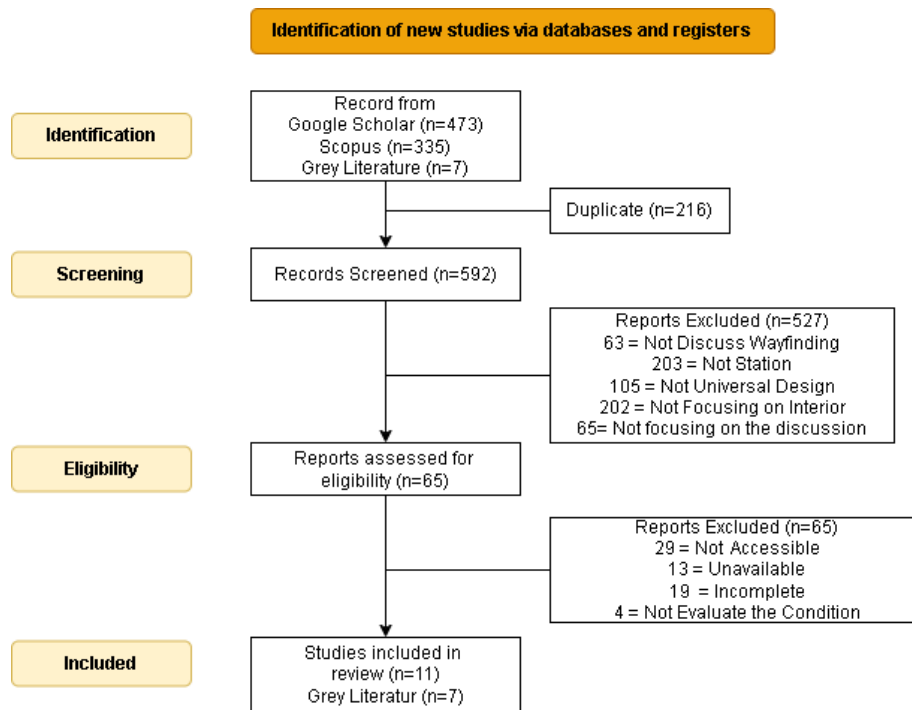 Identification of new studies via databases and registers
Identification
Record from
Google Scholar (n=473)
Scopus (n=335)
Grey Literature (n=7)
Duplicate (n=216)
Screening
Records Screened (n=592)
Reports Excluded (n=527)
63 = Not Discuss Wayfinding
203 = Not Station
105 = Not Universal Design
202 = Not Focusing on Interior
65= Not focusing on the discussion
Eligibility
Reports assessed for
eligibility (n=65)
Reports Excluded (n=65)
29 = Not Accessible
13 = Unavailable
19 = Incomplete
4 = Not Evaluate the Condition
Included
Studies included in
review (n=11)
Grey Literatur (n=7)